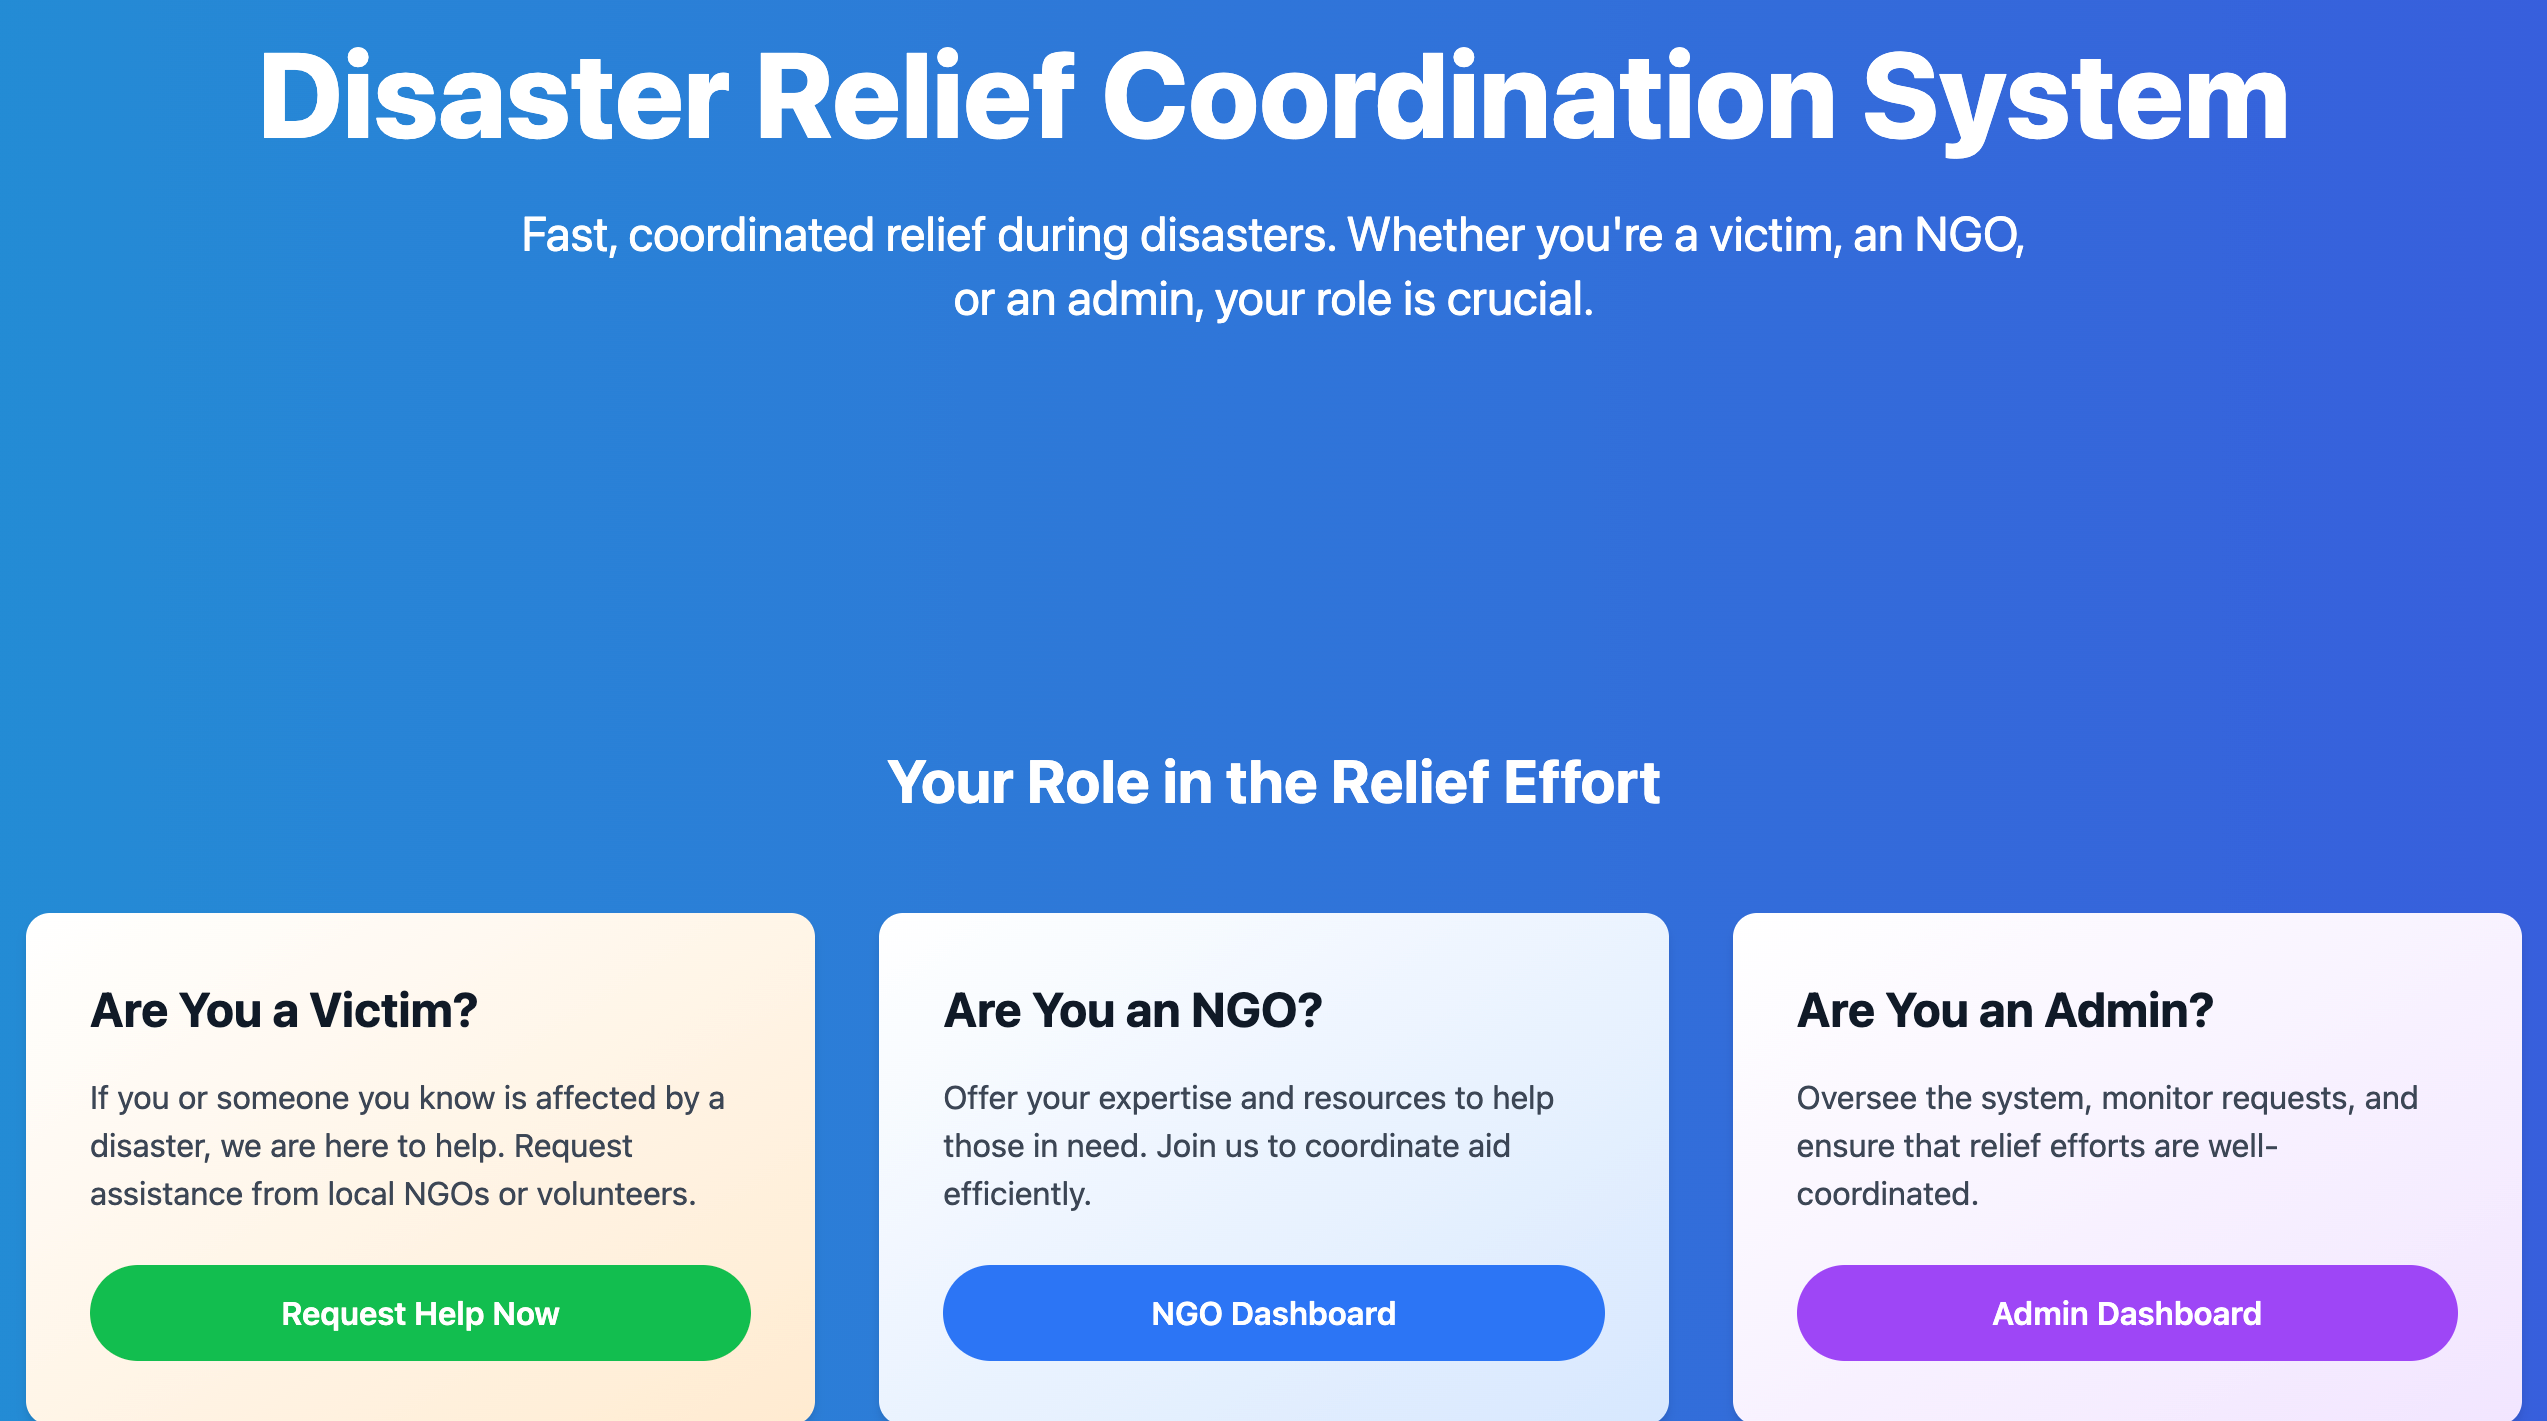 Disaster Relief Coordination System
Fast, coordinated relief during disasters. Whether you're a victim, an NGO,
or an admin, your role is crucial.
Your Role in the Relief Effort
Are You a Victim?
If you or someone you know is affected by a
disaster, we are here to help. Request
assistance from local NGOs or volunteers.
Request Help Now
Are You an NGO?
Offer your expertise and resources to help
those in need. Join us to coordinate aid
efficiently.
NGO Dashboard
Are You an Admin?
Oversee the system, monitor requests, and
ensure that relief efforts are well-
coordinated.
Admin Dashboard